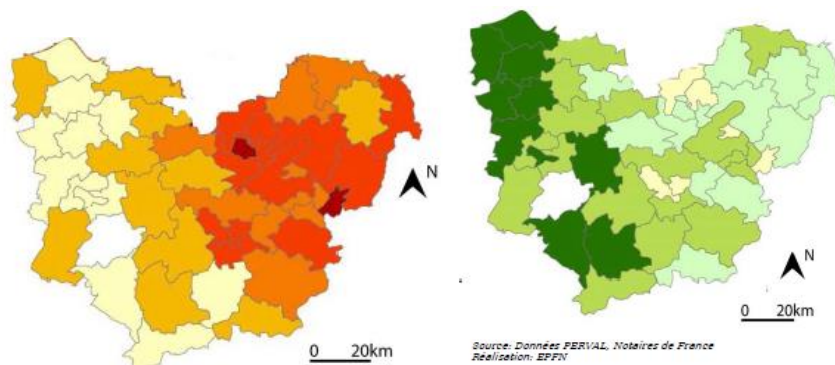 N
0 20km
N
0 20km
Source: Données PERVAL, Notaires de France
Réalisation: EPFN